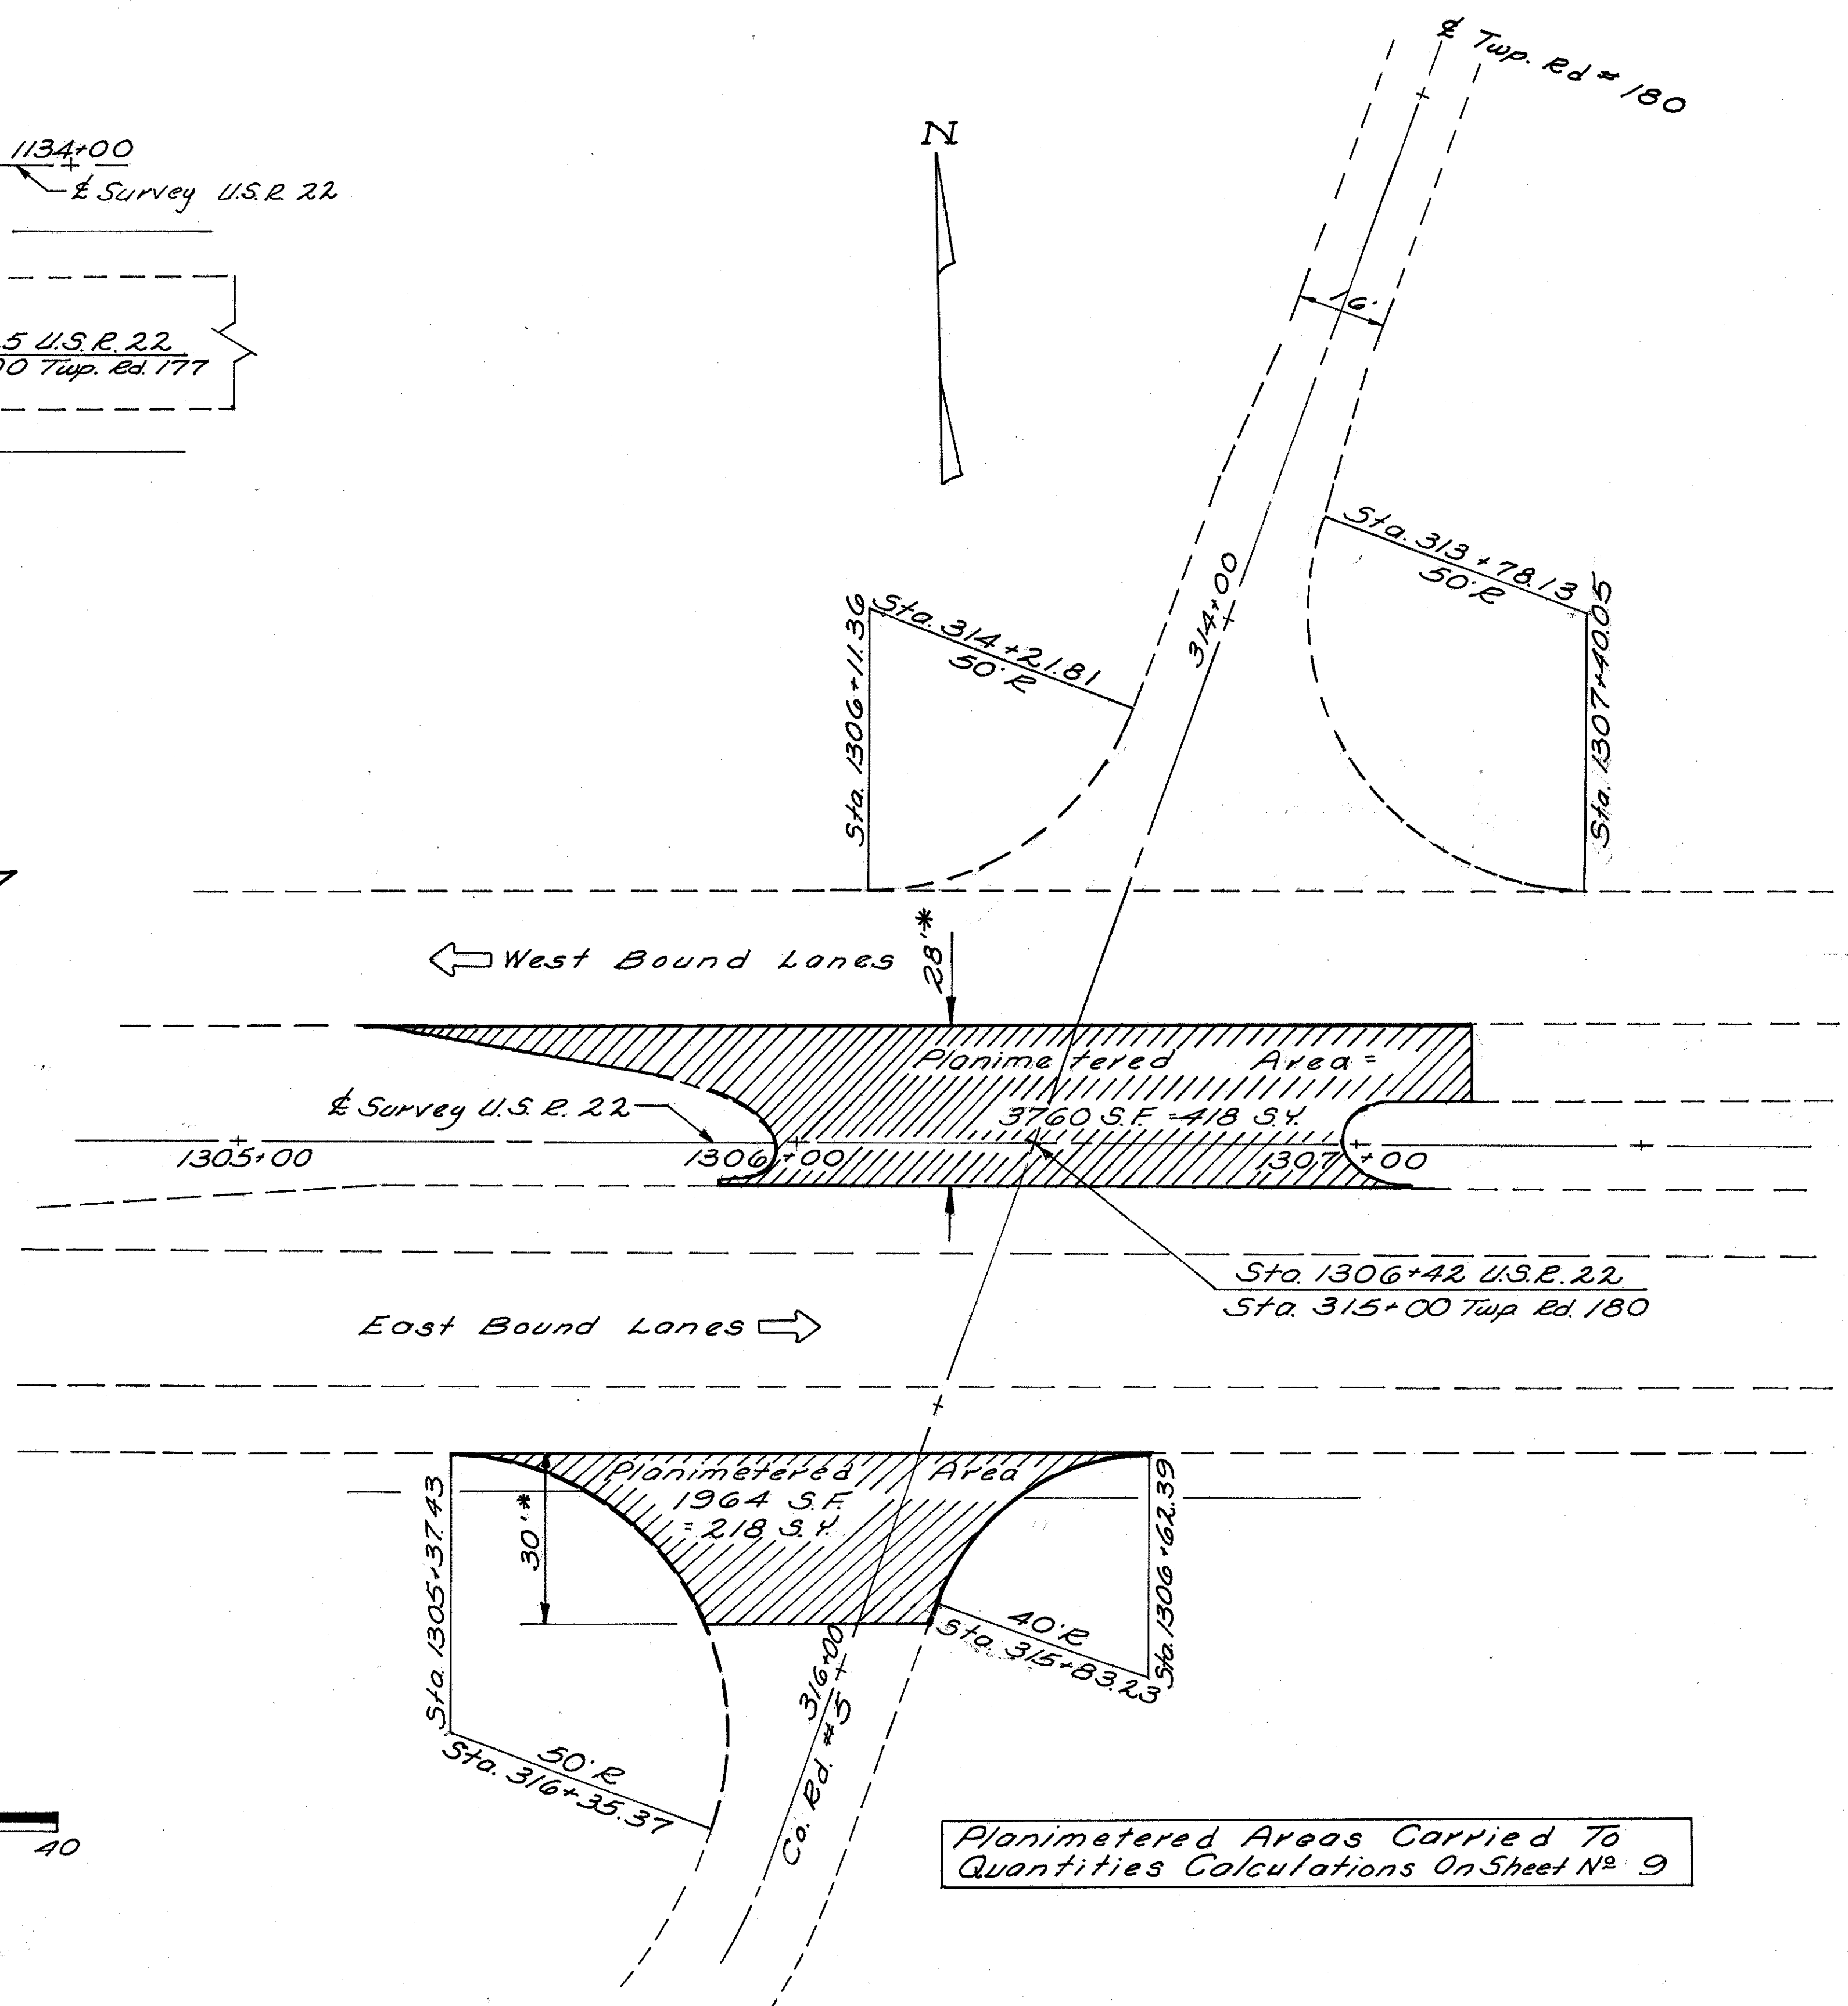 ℄ Twp. Rd # 180
N
1134+00
℄ Survey U.S.R. 22
5 U.S.R. 22
00 Twp. Rd. 177
16'
Sta. 313+78.13
50' R
Sta. 1307+40.05
314+00
Sta. 1306+11.36
Sta. 314+21.81
50' R
West Bound Lanes
28'*
Planimetered Area =
3760 S.F. = 418 S.Y.
℄ Survey U.S.R. 22
1305+00
1306+00
1307+00
Sta. 1306+42 U.S.R. 22
Sta. 315+00 Twp Rd. 180
East Bound Lanes
Planimetered Area
1964 S.F.
= 218 S.Y.
30'*
Sta. 1305+37.43
50' R
Sta. 316+35.37
316+00
Co. Rd. #5
40' R
Sta. 315+83.23
Sta. 1306+62.39
40
Planimetered Areas Carried To
Quantities Calculations On Sheet Nº 9